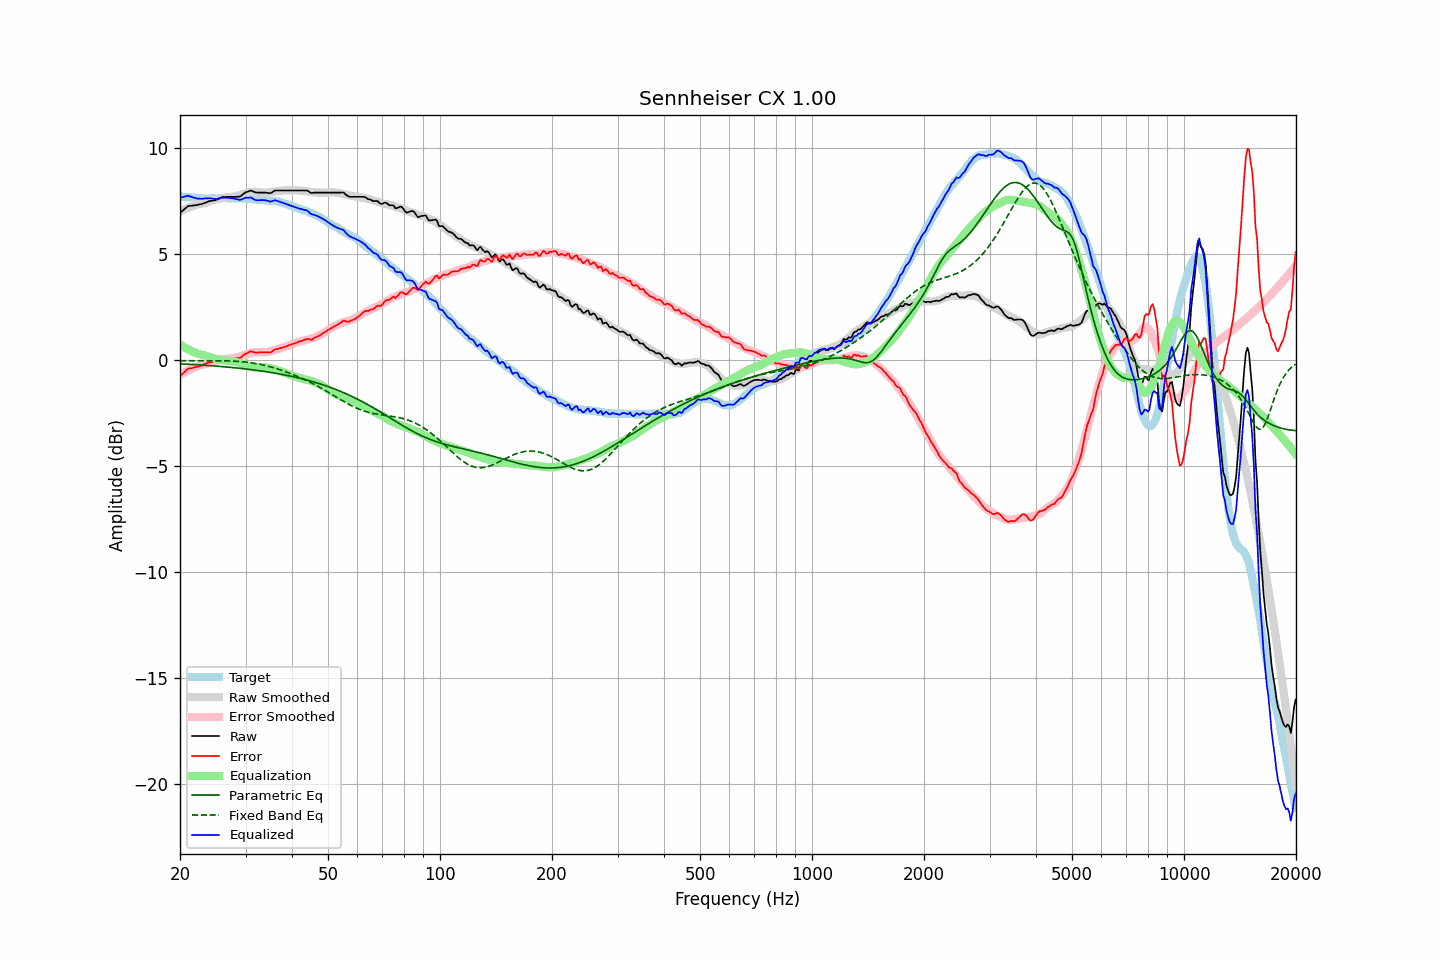 Sennheiser CX 1.00
Amplitude (dBr)
10
5
0
−5
−10
−15
−20
Target
Raw Smoothed
Error Smoothed
Raw
Error
Equalization
Parametric Eq
Fixed Band Eq
Equalized
20 50 100 200 500 1000 2000 5000 10000 20000
Frequency (Hz)